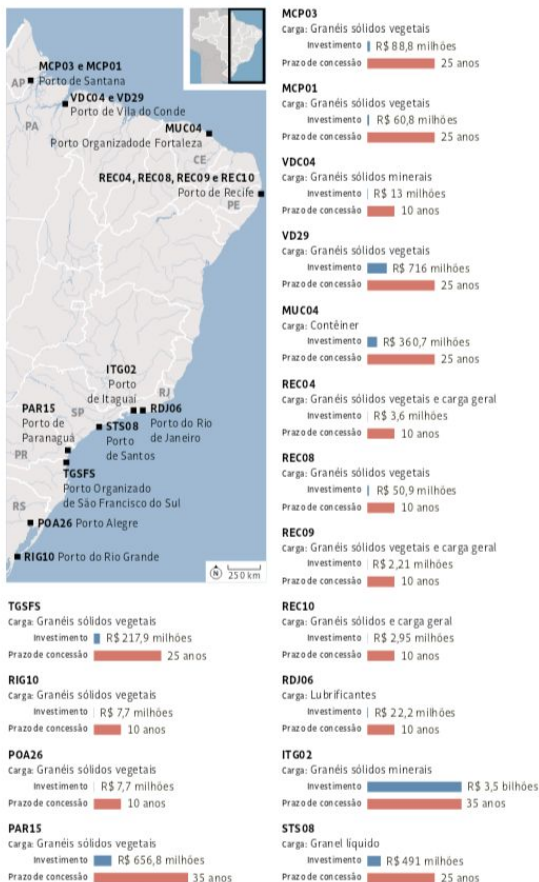 MCP03 e MCP01
Porto de Santana
AP
VDC04 e VD29
Porto de Vila do Conde
PA
MUC04
Porto Organizadode Fortaleza
CE
REC04, REC08, REC09 e REC10
Porto de Recife
PE
ITG02
Porto
de Itaguaí
RJ
PAR15
Porto de
Paranaguá
SP
STS08
Porto
de Santos
RDJ06
Porto do Rio
de Janeiro
PR
TGSFS
Porto Organizado
de São Francisco do Sul
RS
POA26 Porto Alegre
RIG10 Porto do Rio Grande
N
250 km
TGSFS
Carga: Granéis sólidos vegetais
Investimento R$ 217,9 milhões
Prazo de concessão 25 anos
RIG10
Carga: Granéis sólidos vegetais
Investimento R$ 7,7 milhões
Prazo de concessão 10 anos
POA26
Carga: Granéis sólidos vegetais
Investimento R$ 7,7 milhões
Prazo de concessão 10 anos
PAR15
Carga: Granéis sólidos vegetais
Investimento R$ 656,8 milhões
Prazo de concessão 35 anos
MCP03
Carga: Granéis sólidos vegetais
Investimento R$ 88,8 milhões
Prazo de concessão 25 anos
MCP01
Carga: Granéis sólidos vegetais
Investimento R$ 60,8 milhões
Prazo de concessão 25 anos
VDC04
Carga: Granéis sólidos minerais
Investimento R$ 13 milhões
Prazo de concessão 10 anos
VD29
Carga: Granéis sólidos vegetais
Investimento R$ 716 milhões
Prazo de concessão 25 anos
MUC04
Carga: Contêiner
Investimento R$ 360,7 milhões
Prazo de concessão 25 anos
REC04
Carga: Granéis sólidos vegetais e carga geral
Investimento R$ 3,6 milhões
Prazo de concessão 10 anos
REC08
Carga: Granéis sólidos vegetais
Investimento R$ 50,9 milhões
Prazo de concessão 10 anos
REC09
Carga: Granéis sólidos vegetais e carga geral
Investimento R$ 2,21 milhões
Prazo de concessão 10 anos
REC10
Carga: Granéis sólidos e carga geral
Investimento R$ 2,95 milhões
Prazo de concessão 10 anos
RDJ06
Carga: Lubrificantes
Investimento R$ 22,2 milhões
Prazo de concessão 10 anos
ITG02
Carga: Granéis sólidos minerais
Investimento R$ 3,5 bilhões
Prazo de concessão 35 anos
STS08
Carga: Granel líquido
Investimento R$ 491 milhões
Prazo de concessão 25 anos